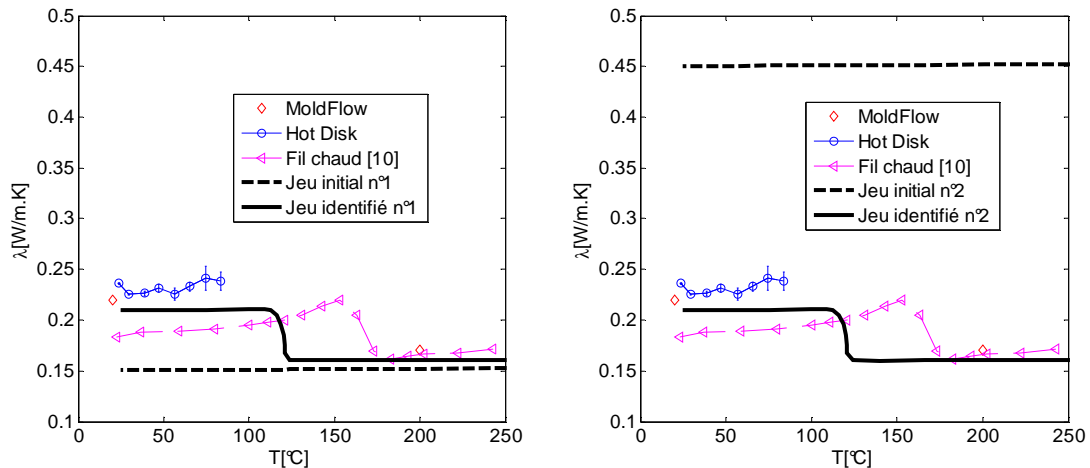 0.5
0.45
0.4
0.35
0.3
0.25
0.2
0.15
0.1
λ[W/m.K]
0 50 100 150 200 250
T[°C]
MoldFlow
Hot Disk
Fil chaud [10]
Jeu initial n°1
Jeu identifié n°1
0.5
0.45
0.4
0.35
0.3
0.25
0.2
0.15
0.1
λ[W/m.K]
0 50 100 150 200 250
T[°C]
MoldFlow
Hot Disk
Fil chaud [10]
Jeu initial n°2
Jeu identifié n°2